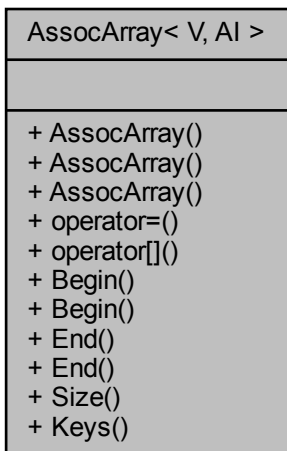 AssocArray< V, AI >
+ AssocArray()
+ AssocArray()
+ AssocArray()
+ operator=()
+ operator[]()
+ Begin()
+ Begin()
+ End()
+ End()
+ Size()
+ Keys()